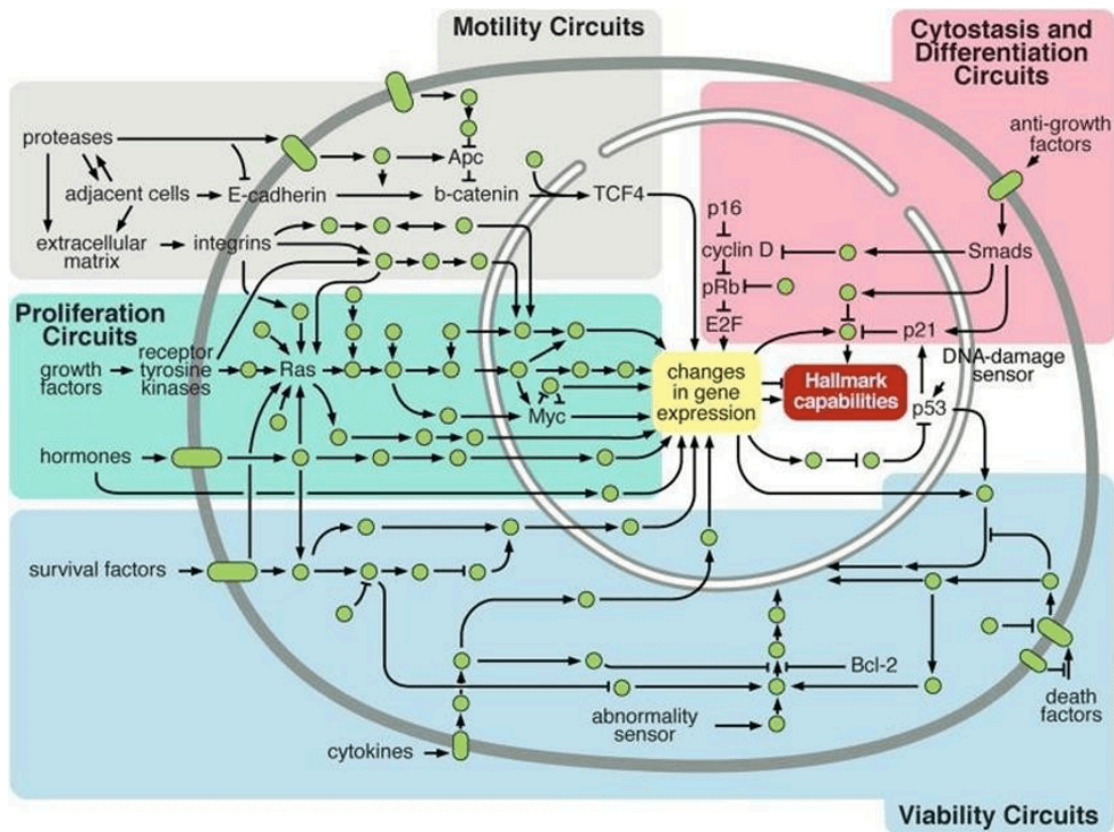 Motility Circuits
Cytostasis and
Differentiation
Circuits
proteases
Apc
anti-growth
factors
adjacent cells
E-cadherin
b-catenin
TCF4
p16
extracellular
matrix
integrins
cyclin D
Smads
pRb
Proliferation
Circuits
E2F
p21
growth
factors
receptor
tyrosine
kinases
Ras
changes
in gene
expression
Hallmark
capabilities
DNA-damage
sensor
Myc
p53
hormones
survival factors
Bcl-2
abnormality
sensor
death
factors
cytokines
Viability Circuits